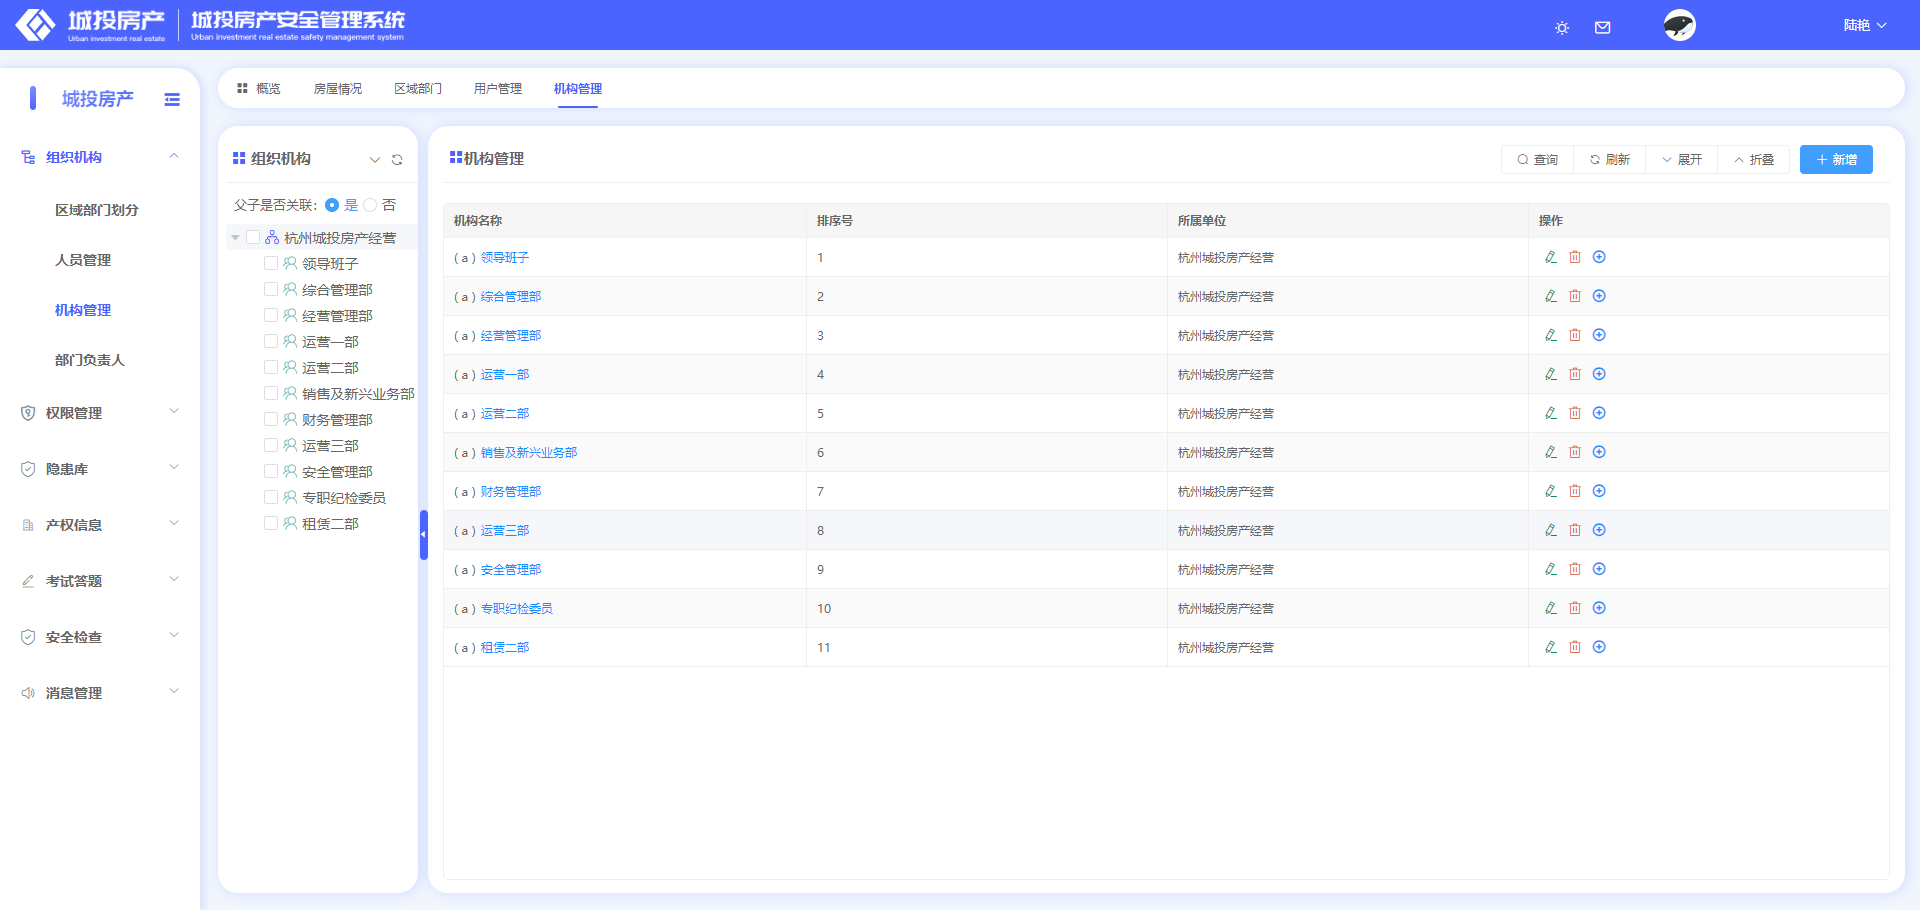 城投房产 城投房产安全管理系统
Urban investment real estate Urban investment real estate safety management system
陆艳
城投房产
组织机构
区域部门划分
人员管理
机构管理
部门负责人
权限管理
隐患库
产权信息
考试答题
安全检查
消息管理
概览 房屋情况 区域部门 用户管理 机构管理
组织机构
父子是否关联： 是 否
杭州城投房产经营
领导班子
综合管理部
经营管理部
运营一部
运营二部
销售及新兴业务部
财务管理部
运营三部
安全管理部
专职纪检委员
租赁二部
机构管理
查询 刷新 展开 折叠 新增
机构名称 排序号 所属单位 操作
( a ) 领导班子 1 杭州城投房产经营
( a ) 综合管理部 2 杭州城投房产经营
( a ) 经营管理部 3 杭州城投房产经营
( a ) 运营一部 4 杭州城投房产经营
( a ) 运营二部 5 杭州城投房产经营
( a ) 销售及新兴业务部 6 杭州城投房产经营
( a ) 财务管理部 7 杭州城投房产经营
( a ) 运营三部 8 杭州城投房产经营
( a ) 安全管理部 9 杭州城投房产经营
( a ) 专职纪检委员 10 杭州城投房产经营
( a ) 租赁二部 11 杭州城投房产经营